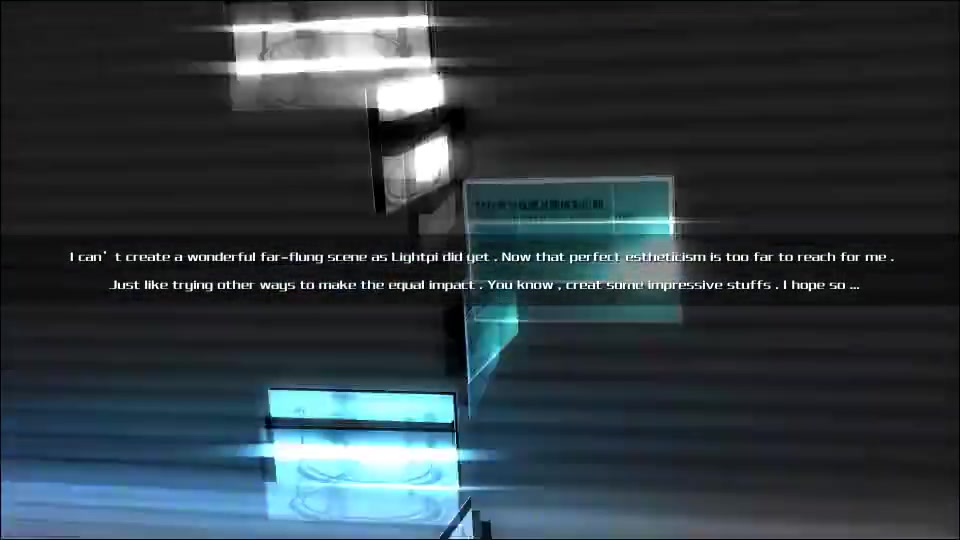 I can't create a wonderful far-flung scene as Lightpi did yet . Now that perfect estheticism is too far to reach for me .
Just like trying other ways to make the equal impact . You know , creat some impressive stuffs . I hope so ...